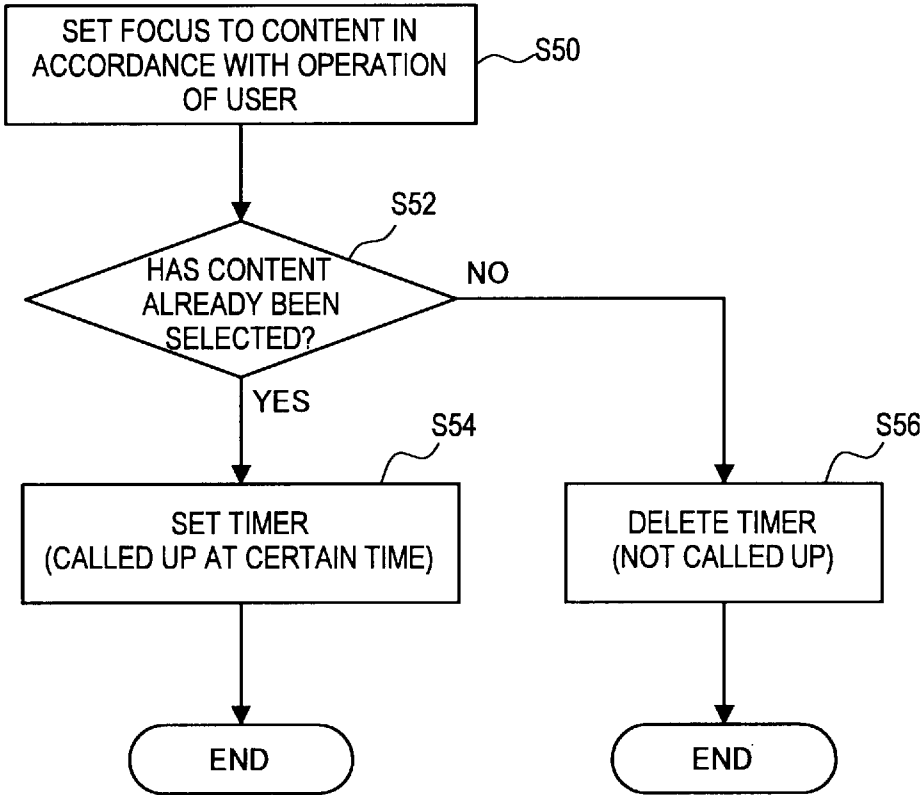 SET FOCUS TO CONTENT IN
ACCORDANCE WITH OPERATION
OF USER
S50
S52
HAS CONTENT
ALREADY BEEN
SELECTED?
NO
YES
S54
SET TIMER
(CALLED UP AT CERTAIN TIME)
S56
DELETE TIMER
(NOT CALLED UP)
END
END